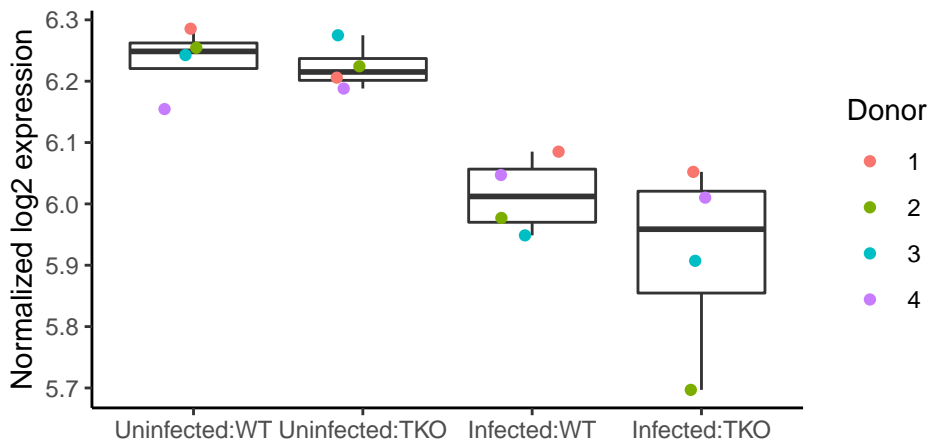 Normalized log2 expression
6.3
6.2
6.1
6.0
5.9
5.8
5.7
Uninfected:WT
Uninfected:TKO
Infected:WT
Infected:TKO
Donor
1
2
3
4